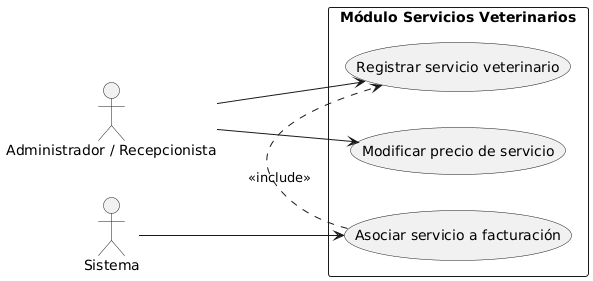 Módulo Servicios Veterinarios
Registrar servicio veterinario
Administrador / Recepcionista
Modificar precio de servicio
«include»
Asociar servicio a facturación
Sistema